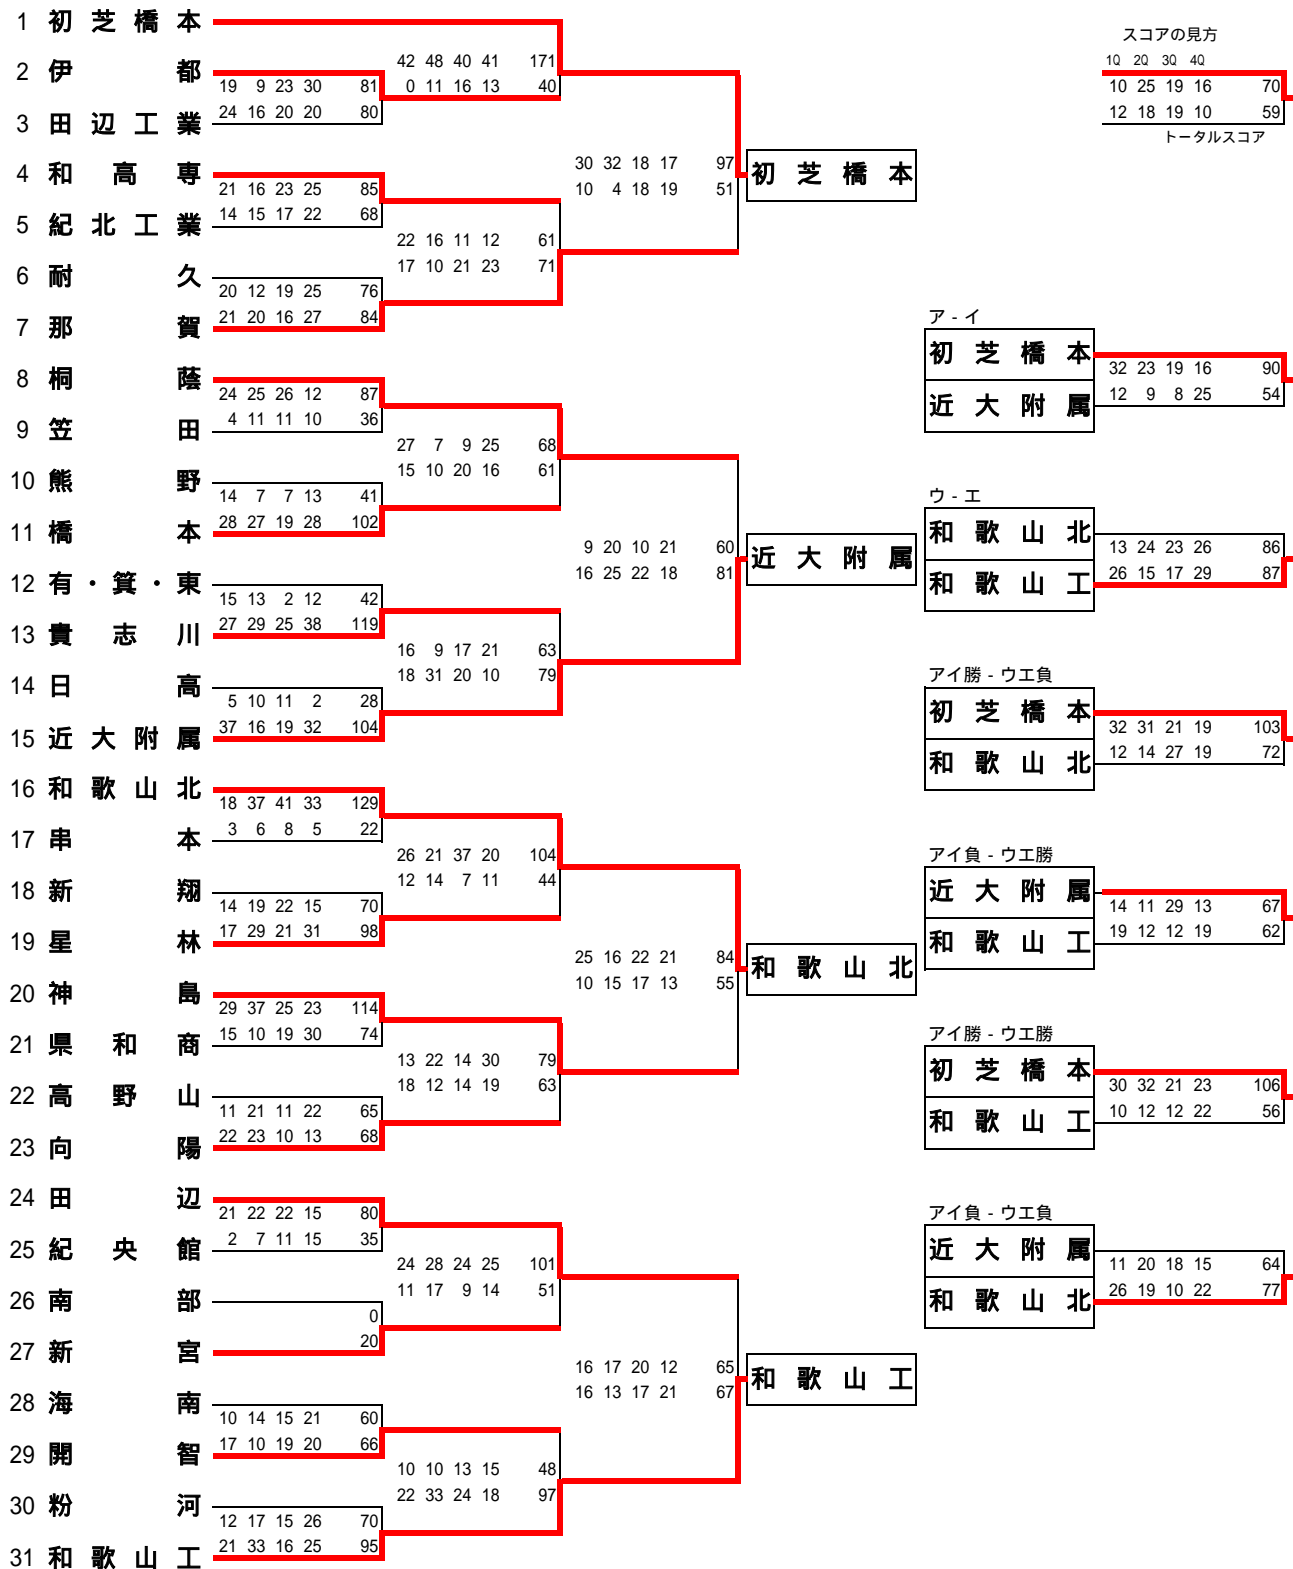 1 初芝橋本
2 伊都
3 田辺工業
4 和高専
5 紀北工業
6 耐久
7 那賀
8 桐蔭
9 笠田
10 熊野
11 橋本
12 有・箕・東
13 貴志川
14 日高
15 近大附属
16 和歌山北
17 串本
18 新翔
19 星林
20 神島
21 県和商
22 高野山
23 向陽
24 田辺
25 紀央館
26 南部
27 新宮
28 海南
29 開智
30 粉河
31 和歌山工
19 9 23 30 81
24 16 20 20 80
21 16 23 25 85
14 15 17 22 68
20 12 19 25 76
21 20 16 27 84
24 25 26 12 87
4 11 11 10 36
14 7 7 13 41
28 27 19 28 102
15 13 2 12 42
27 29 25 38 119
5 10 11 2 28
37 16 19 32 104
18 37 41 33 129
3 6 8 5 22
14 19 22 15 70
17 29 21 31 98
29 37 25 23 114
15 10 19 30 74
11 21 11 22 65
22 23 10 13 68
21 22 22 15 80
2 7 11 15 35
0
20
10 14 15 21 60
17 10 19 20 66
12 17 15 26 70
21 33 16 25 95
42 48 40 41 171
0 11 16 13 40
22 16 11 12 61
17 10 21 23 71
27 7 9 25 68
15 10 20 16 61
16 9 17 21 63
18 31 20 10 79
26 21 37 20 104
12 14 7 11 44
13 22 14 30 79
18 12 14 19 63
24 28 24 25 101
11 17 9 14 51
10 10 13 15 48
22 33 24 18 97
30 32 18 17 97
10 4 18 19 51
9 20 10 21 60
16 25 22 18 81
25 16 22 21 84
10 15 17 13 55
16 17 20 12 65
16 13 17 21 67
初芝橋本
近大附属
和歌山北
和歌山工
スコアの見方
1Q 2Q 3Q 4Q
10 25 19 16 70
12 18 19 10 59
トータルスコア
ア - イ
初芝橋本 32 23 19 16 90
近大附属 12 9 8 25 54
ウ - エ
和歌山北 13 24 23 26 86
和歌山工 26 15 17 29 87
アイ勝 - ウエ負
初芝橋本 32 31 21 19 103
和歌山北 12 14 27 19 72
アイ負 - ウエ勝
近大附属 14 11 29 13 67
和歌山工 19 12 12 19 62
アイ勝 - ウエ勝
初芝橋本 30 32 21 23 106
和歌山工 10 12 12 22 56
アイ負 - ウエ負
近大附属 11 20 18 15 64
和歌山北 26 19 10 22 77